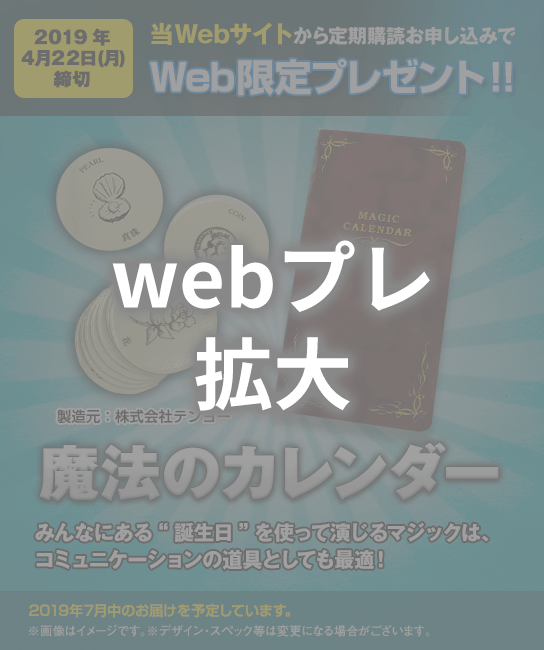 2019年
4月22日(月)
締切
当Webサイトから定期購読お申し込みで
Web限定プレゼント!!
PEARL
真珠
COIN
MAGIC
CALENDAR
webプレ
拡大
花
製造元：株式会社テンヨー
魔法のカレンダー
みんなにある“誕生日”を使って演じるマジックは、
コミュニケーションの道具としても最適！
2019年7月中のお届けを予定しています。
※画像はイメージです。※デザイン・スペック等は変更になる場合がございます。